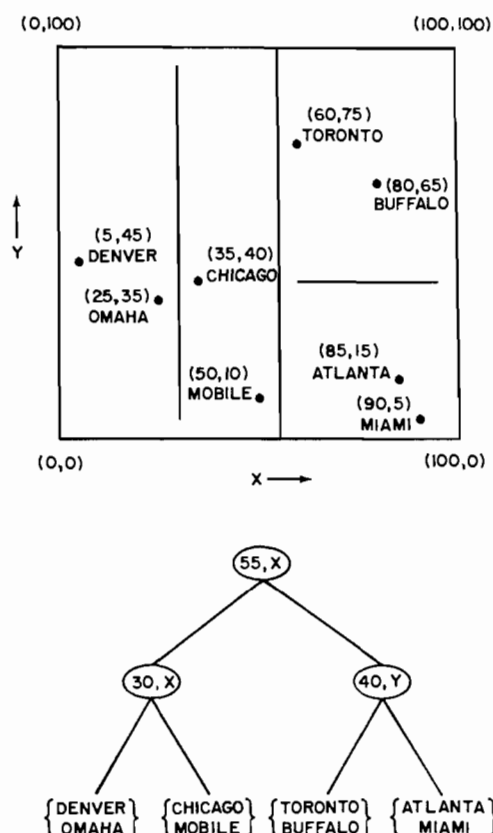 (0,100) (100,100)
(60,75)
TORONTO
(80,65)
BUFFALO
Y
(5,45)
DENVER
(35,40)
CHICAGO
(25,35)
OMAHA
(85,15)
ATLANTA
(50,10)
MOBILE
(90,5)
MIAMI
(0,0) (100,0)
X
55, X
30, X 40, Y
{DENVER {CHICAGO} {TORONTO} {ATLANTA}
OMAHA} MOBILE BUFFALO MIAMI